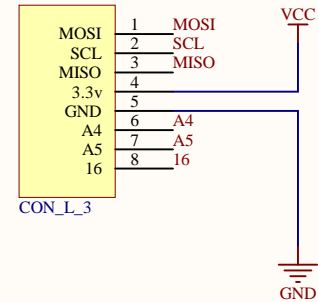 VCC
MOSI 1 MOSI
SCL 2 SCL
MISO 3 MISO
3.3v 4
GND 5
A4 6 A4
A5 7 A5
16 8 16
CON_L_3
GND